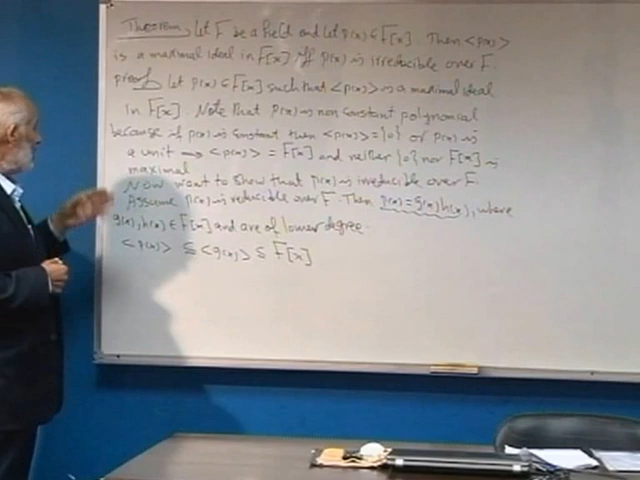 Theorem, Let F be a field and let p(x) ∈ F[x]. Then <p(x)>
is a maximal ideal in F[x] iff p(x) is irreducible over F.
proof Let p(x) ∈ F[x] such that <p(x)> is a maximal ideal
in F[x]. Note that p(x) is non constant polynomial
because if p(x) is constant then <p(x)> = {0} or p(x) is
a unit ⟹ <p(x)> = F[x] and neither {0} nor F[x] is
maximal
Now want to show that p(x) is irreducible over F.
Assume p(x) is reducible over F. Then p(x) = g(x)h(x), where
g(x), h(x) ∈ F[x] and are of lower degree.
<p(x)> ⊊ <g(x)> ⊊ F[x]